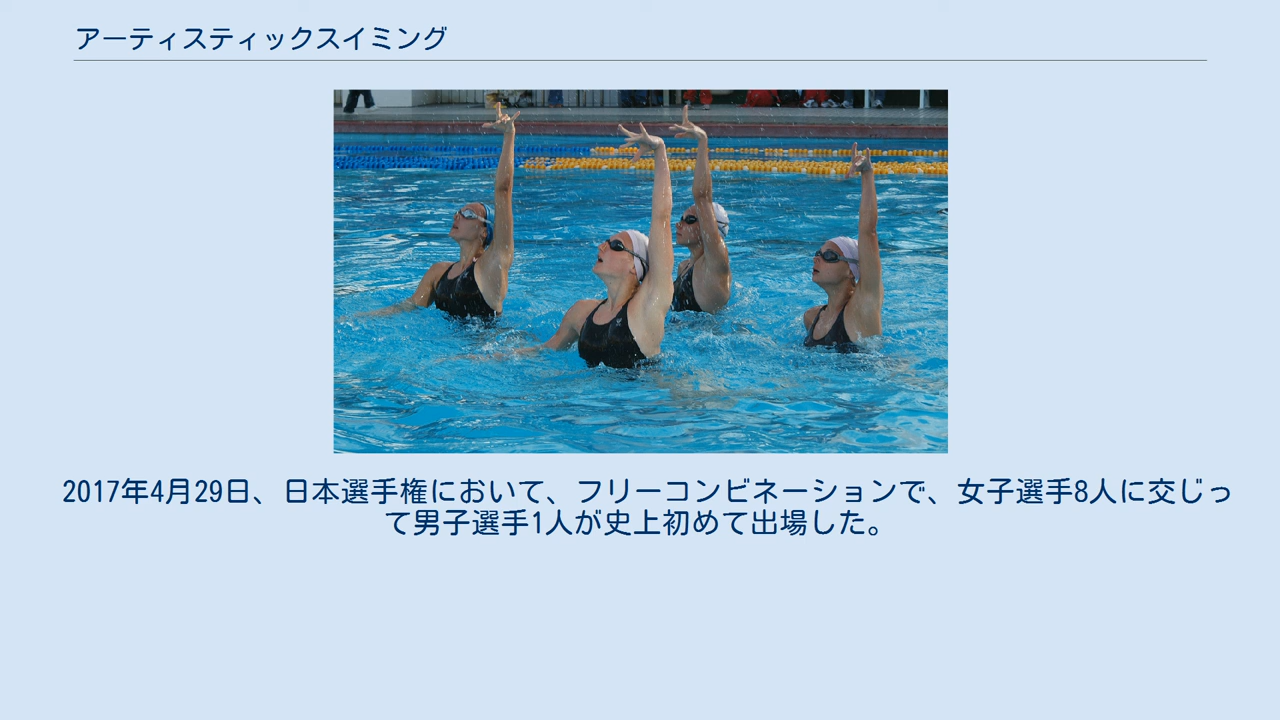 アーティスティックスイミング
2017年4月29日、日本選手権において、フリーコンビネーションで、女子選手8人に交じっ
て男子選手1人が史上初めて出場した。